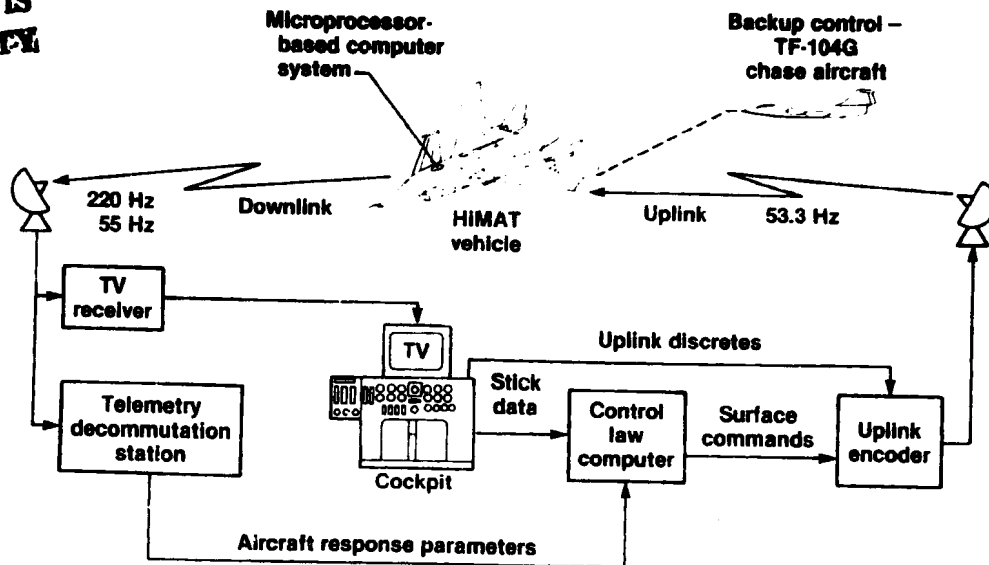 IS
Microprocessor-
based computer
system
Backup control –
TF-104G
chase aircraft
220 Hz
55 Hz
Downlink
HiMAT
vehicle
Uplink
53.3 Hz
TV
receiver
TV
Uplink discretes
Stick
data
Telemetry
decommutation
station
Control
law
computer
Surface
commands
Uplink
encoder
Cockpit
Aircraft response parameters